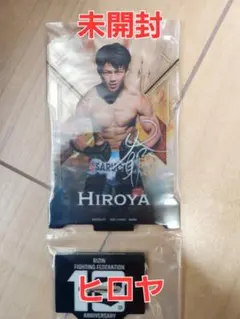 未開封
HIROYA
RIZIN
FIGHTING FEDERATION
ヒロヤ
ANNIVERSARY